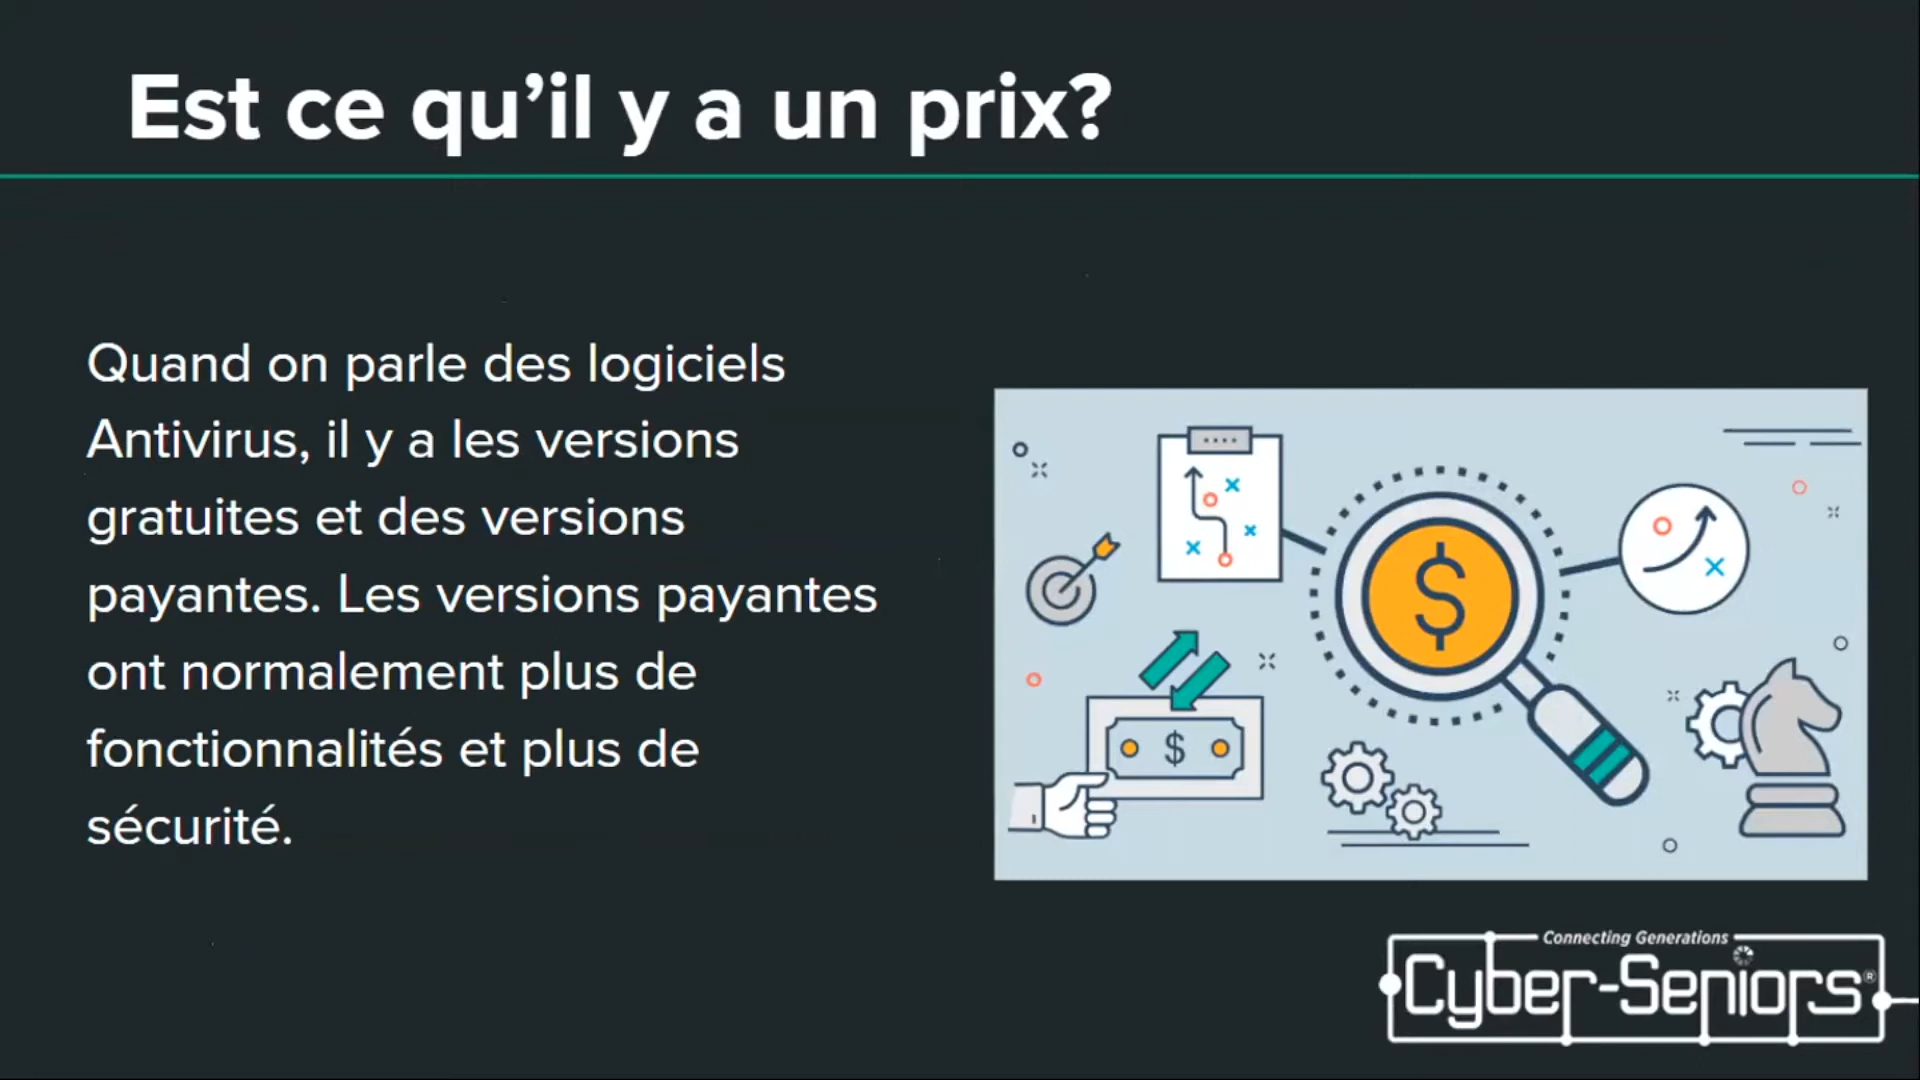 Est ce qu’il y a un prix?
Quand on parle des logiciels
Antivirus, il y a les versions
gratuites et des versions
payantes. Les versions payantes
ont normalement plus de
fonctionnalités et plus de
sécurité.
$
$
Connecting Generations
Cyber-Seniors®